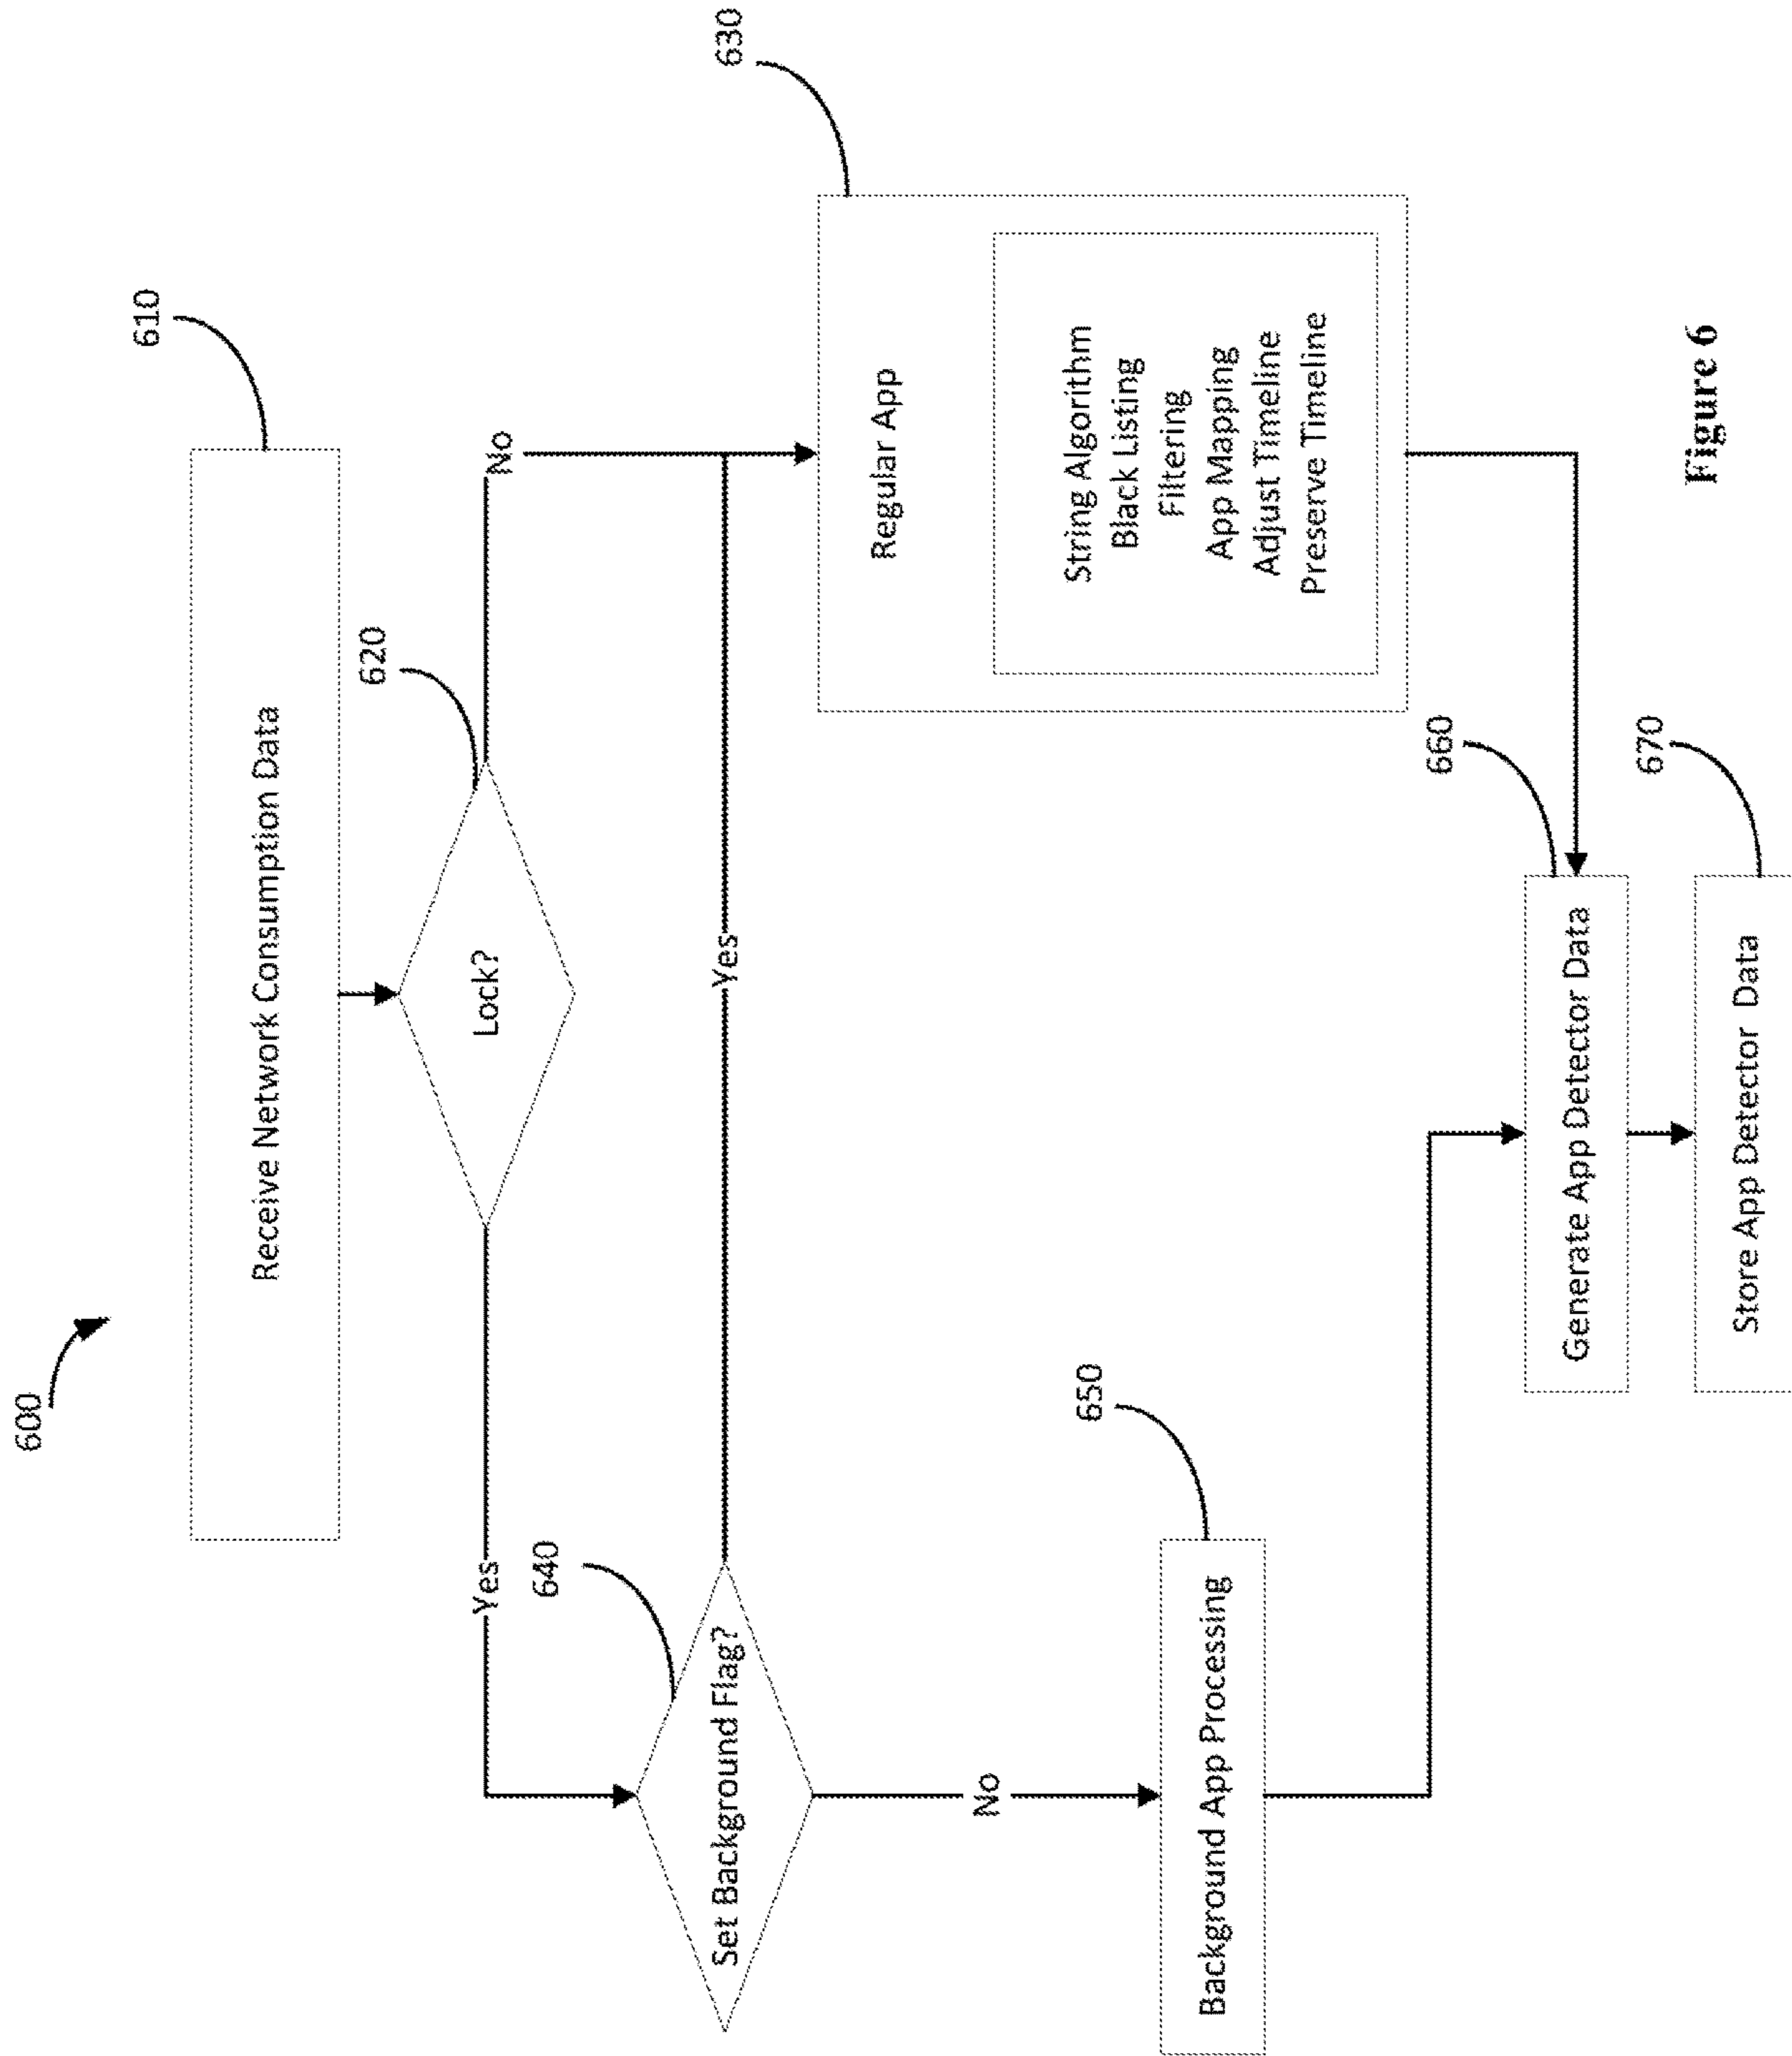 600
610
Receive Network Consumption Data
620
Lock?
Yes
No
640
Set Background Flag?
Yes
630
Regular App
String Algorithm
Black Listing
Filtering
App Mapping
Adjust Timeline
Preserve Timeline
No
650
Background App Processing
660
Generate App Detector Data
670
Store App Detector Data
Figure 6